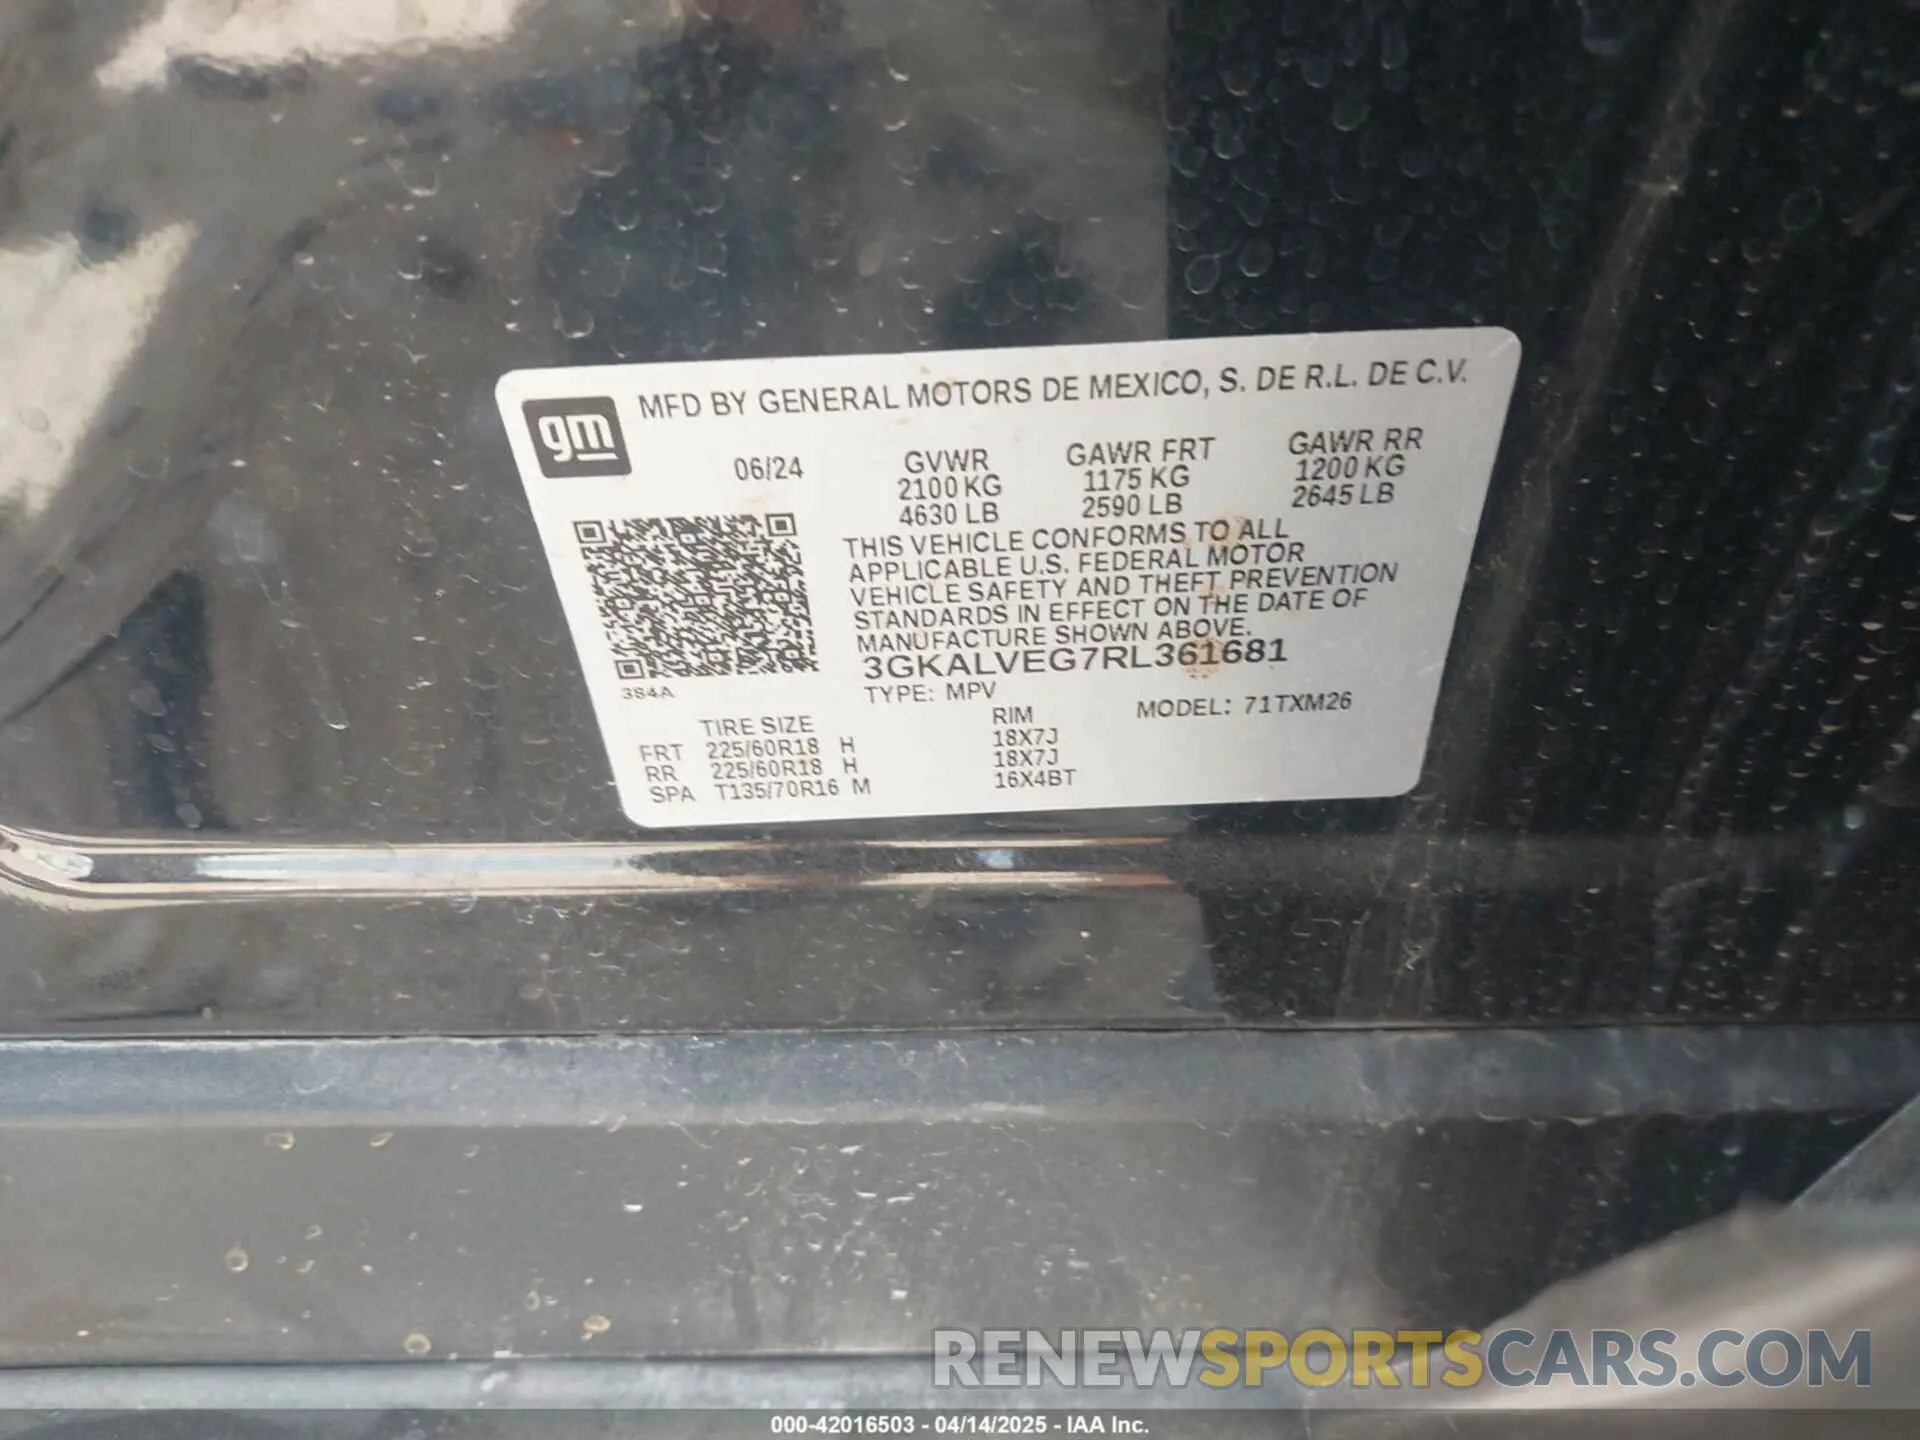 gm
MFD BY GENERAL MOTORS DE MEXICO, S. DE R.L. DE C.V.
06/24
GVWR GAWR FRT GAWR RR
2100 KG 1175 KG 1200 KG
4630 LB 2590 LB 2645 LB
THIS VEHICLE CONFORMS TO ALL
APPLICABLE U.S. FEDERAL MOTOR
VEHICLE SAFETY AND THEFT PREVENTION
STANDARDS IN EFFECT ON THE DATE OF
MANUFACTURE SHOWN ABOVE.
3GKALVEG7RL361681
384A
TYPE: MPV MODEL: 71TXM26
TIRE SIZE RIM
FRT 225/60R18 H 18X7J
RR 225/60R18 H 18X7J
SPA T135/70R16 M 16X4BT
RENEWSPORTSCARS.COM
000-42016503 - 04/14/2025 - IAA Inc.